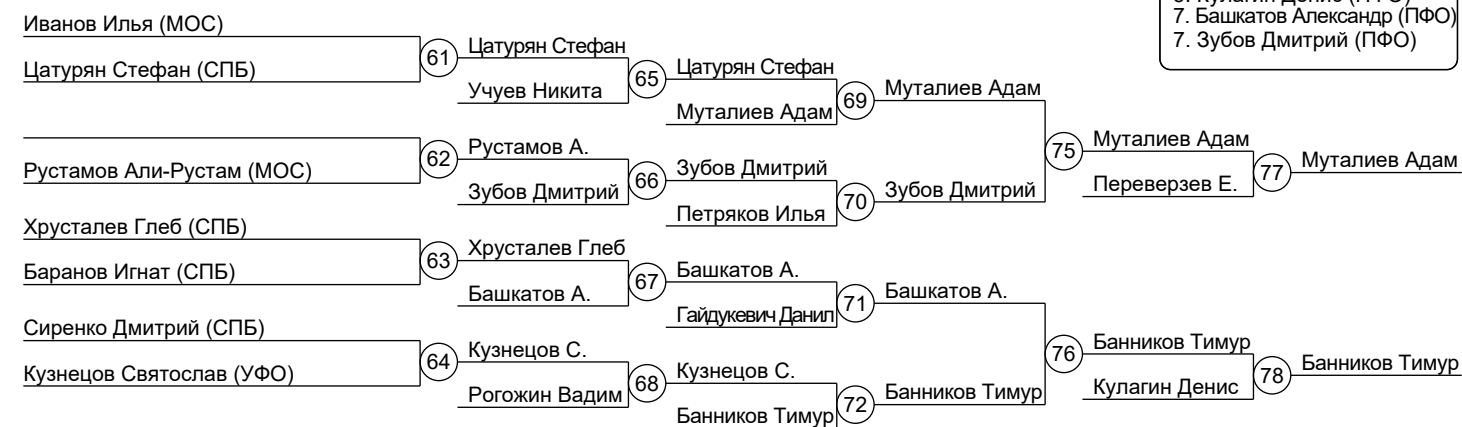 5. Кулагин Денис (ПФО)
7. Башкатов Александр (ПФО)
7. Зубов Дмитрий (ПФО)
Иванов Илья (МОС)
Цатурян Стефан (СПБ)
61
Цатурян Стефан
Учуев Никита
65
Цатурян Стефан
Муталиев Адам
69
Муталиев Адам
Рустамов Али-Рустам (МОС)
62
Рустамов А.
Зубов Дмитрий
66
Зубов Дмитрий
Петряков Илья
70
Зубов Дмитрий
75
Муталиев Адам
Переверзев Е.
77
Муталиев Адам
Хрусталев Глеб (СПБ)
Баранов Игнат (СПБ)
63
Хрусталев Глеб
Башкатов А.
67
Башкатов А.
Гайдукевич Данил
71
Башкатов А.
Сиренко Дмитрий (СПБ)
Кузнецов Святослав (УФО)
64
Кузнецов С.
Рогожин Вадим
68
Кузнецов С.
Банников Тимур
72
Банников Тимур
76
Банников Тимур
Кулагин Денис
78
Банников Тимур